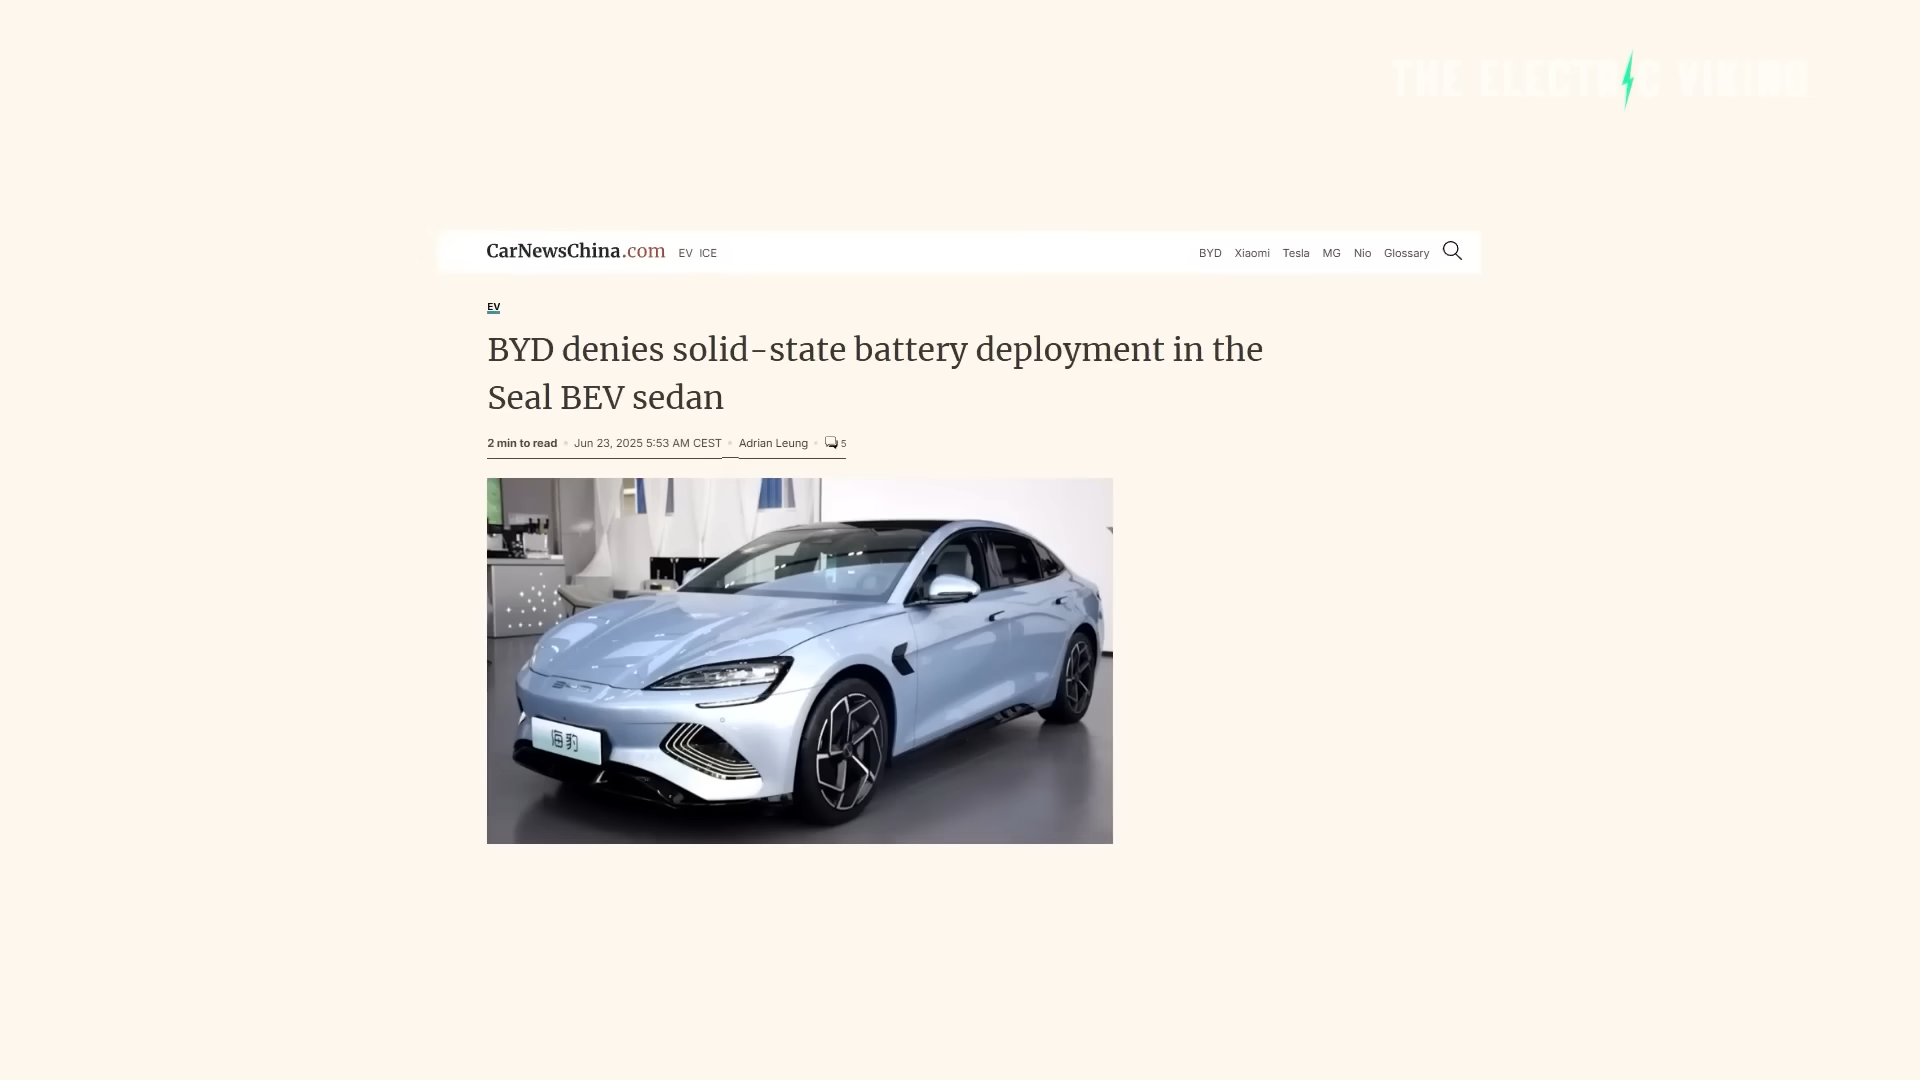 THE ELECTRIC VIKING
CarNewsChina.com EV ICE BYD Xiaomi Tesla MG Nio Glossary
EV
BYD denies solid-state battery deployment in the
Seal BEV sedan
2 min to read • Jun 23, 2025 5:53 AM CEST • Adrian Leung • 5
BYD
海豹